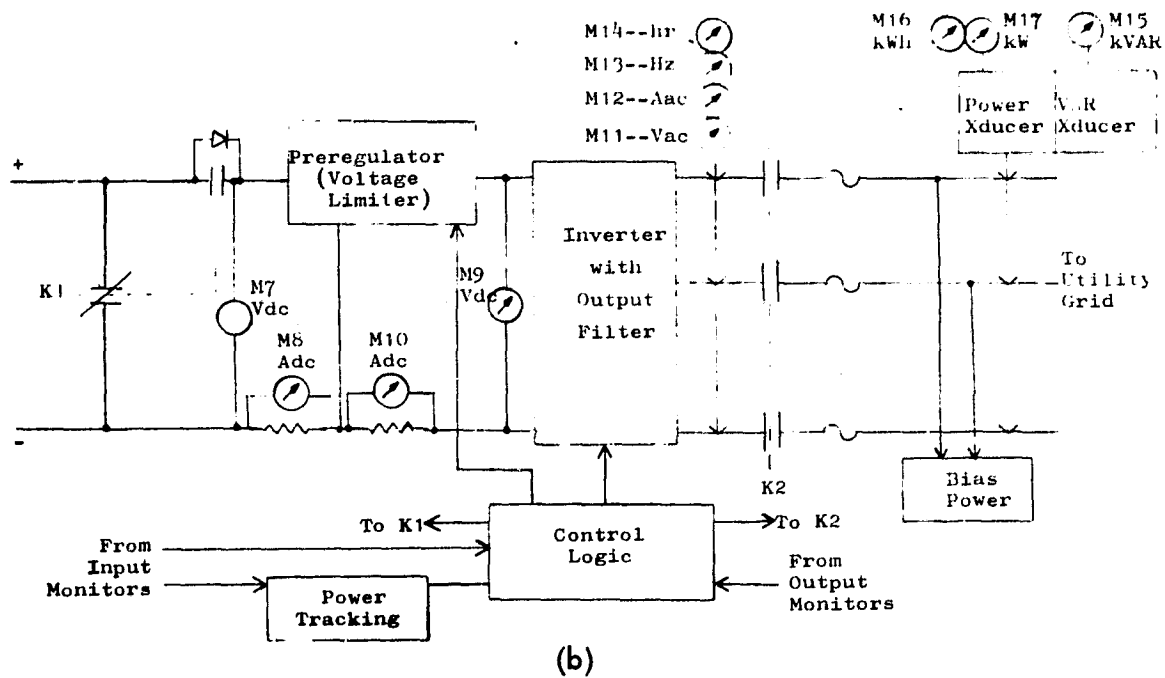 M14--hr
M13--Hz
M12--Aac
M11--Vac
M16
kWh
M17
kW
M15
kVAR
Power
Xducer
Xducer
+
Preregulator
(Voltage
Limiter)
Inverter
with
Output
Filter
K1
M7
Vdc
M9
Vdc
M8
Adc
M10
Adc
To
Utility
Grid
-
K2
Bias
Power
To K1
Control
Logic
To K2
From
Input
Monitors
Power
Tracking
From
Output
Monitors
(b)